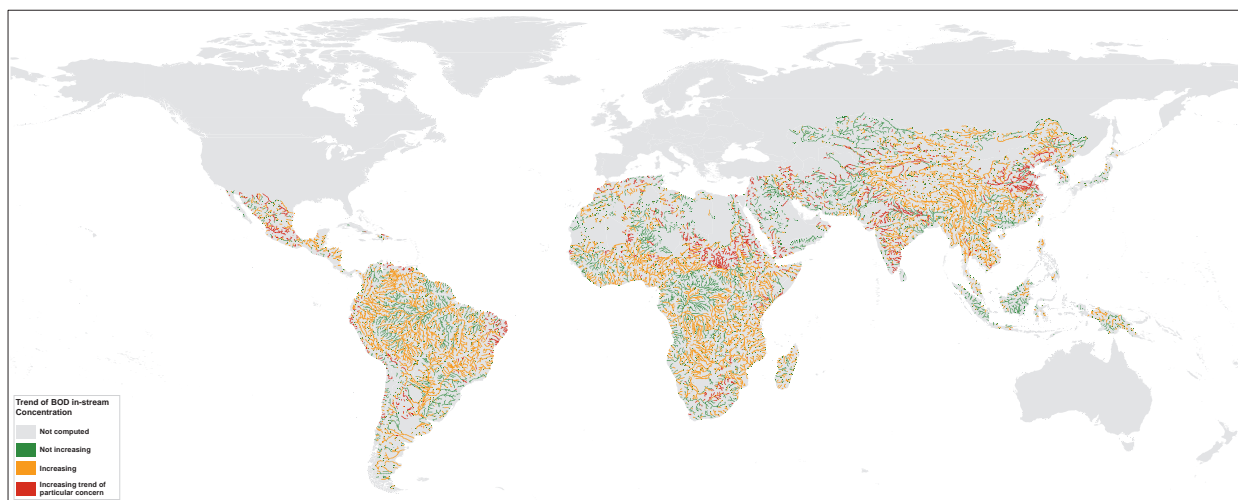 Trend of BOD in-stream
Concentration
Not computed
Not increasing
Increasing
Increasing trend of
particular concern